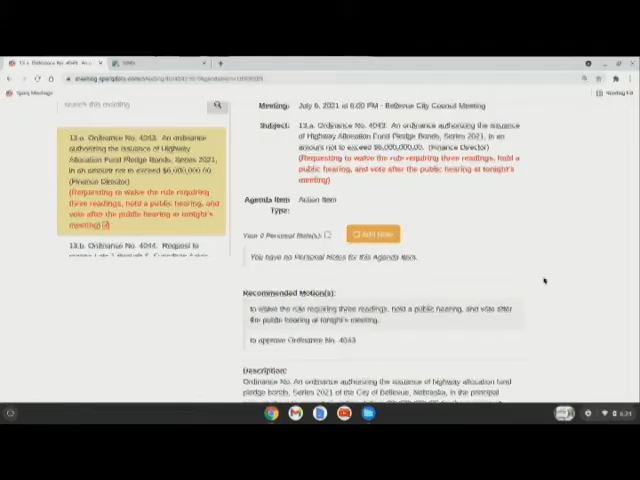 search this meeting
13.a. Ordinance No. 4043: An ordinance
authorizing the issuance of Highway
Allocation Fund Pledge Bonds, Series 2021,
in an amount not to exceed $6,000,000.00.
(Finance Director)
(Requesting to waive the rule requiring
three readings, hold a public hearing, and
vote after the public hearing at tonight's
meeting)
13.b. Ordinance No. 4044: Request to
Meeting: July 6, 2021 at 6:00 PM - Bellevue City Council Meeting
Subject: 13.a. Ordinance No. 4043: An ordinance authorizing the issuance
of Highway Allocation Fund Pledge Bonds, Series 2021, in an
amount not to exceed $6,000,000.00. (Finance Director)
(Requesting to waive the rule requiring three readings, hold a
public hearing, and vote after the public hearing at tonight's
meeting)
Agenda Item Type: Action Item
Your 0 Personal Note(s)
Add Note
You have no Personal Notes for this Agenda Item.
Recommended Motion(s):
to waive the rule requiring three readings, hold a public hearing, and vote after
the public hearing at tonight's meeting.
to approve Ordinance No. 4043
Description:
Ordinance No. An ordinance authorizing the issuance of highway allocation fund
pledge bonds, Series 2021 of the City of Bellevue, Nebraska, in the principal